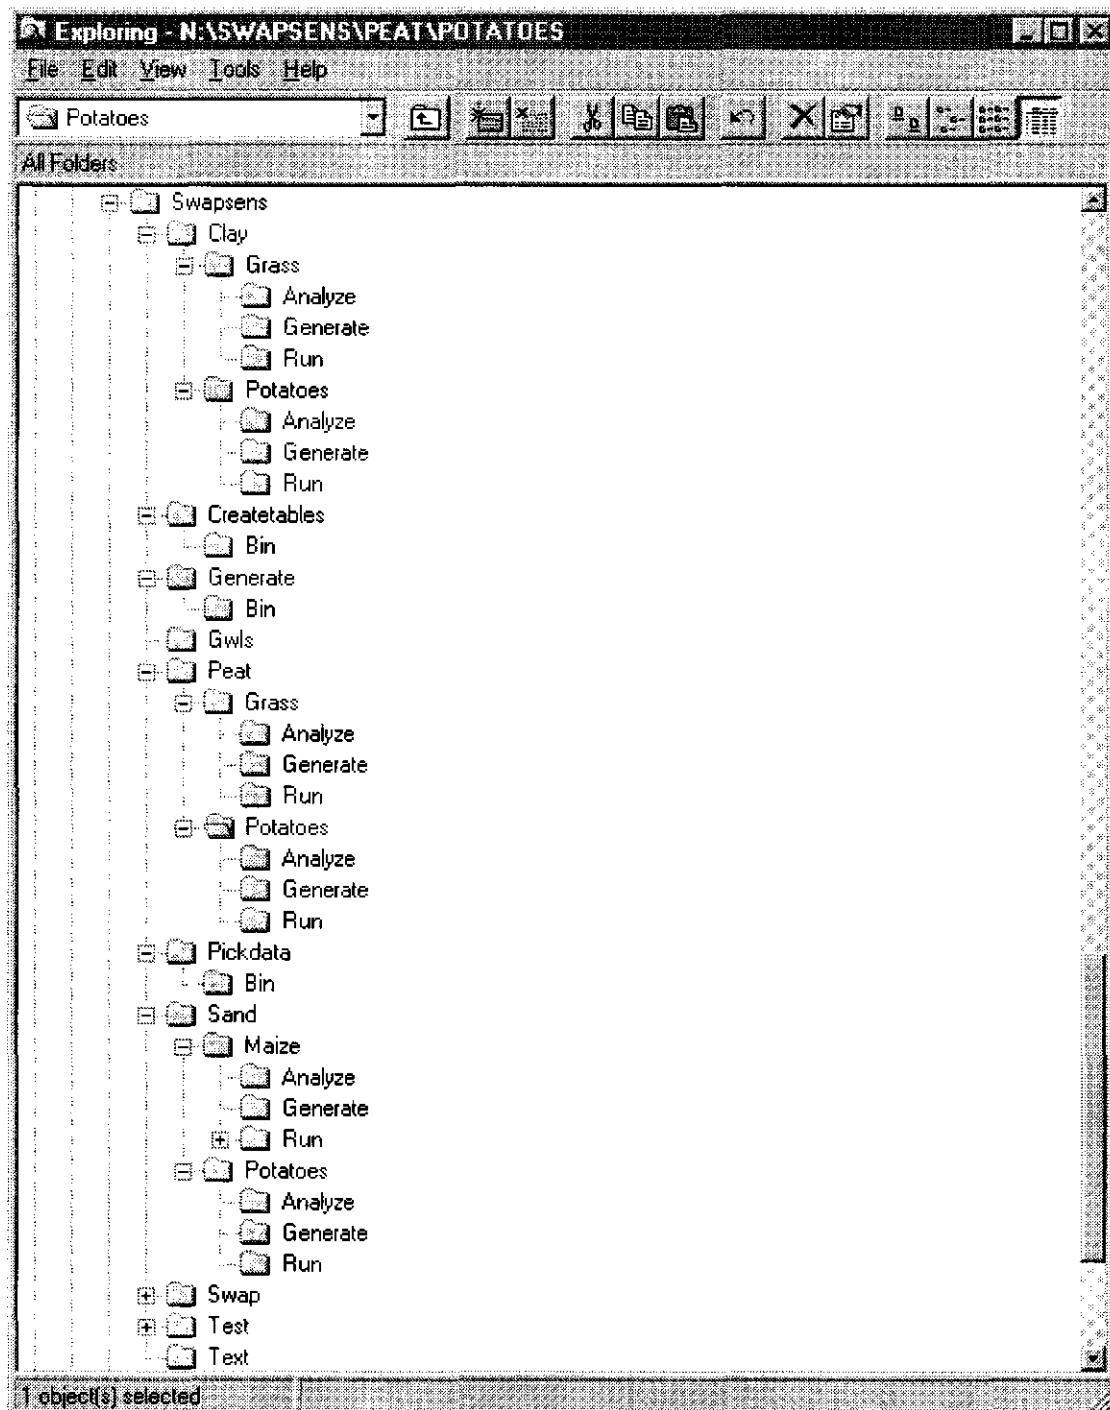 Exploring - N:\SWAPSENS\PEAT\POTATOES
File Edit View Tools Help
Potatoes
All Folders
Swapsens
Clay
Grass
Analyze
Generate
Run
Potatoes
Analyze
Generate
Run
Createtables
Bin
Generate
Bin
Gwls
Peat
Grass
Analyze
Generate
Run
Potatoes
Analyze
Generate
Run
Pickdata
Bin
Sand
Maize
Analyze
Generate
Run
Potatoes
Analyze
Generate
Run
Swap
Test
Text
1 object(s) selected